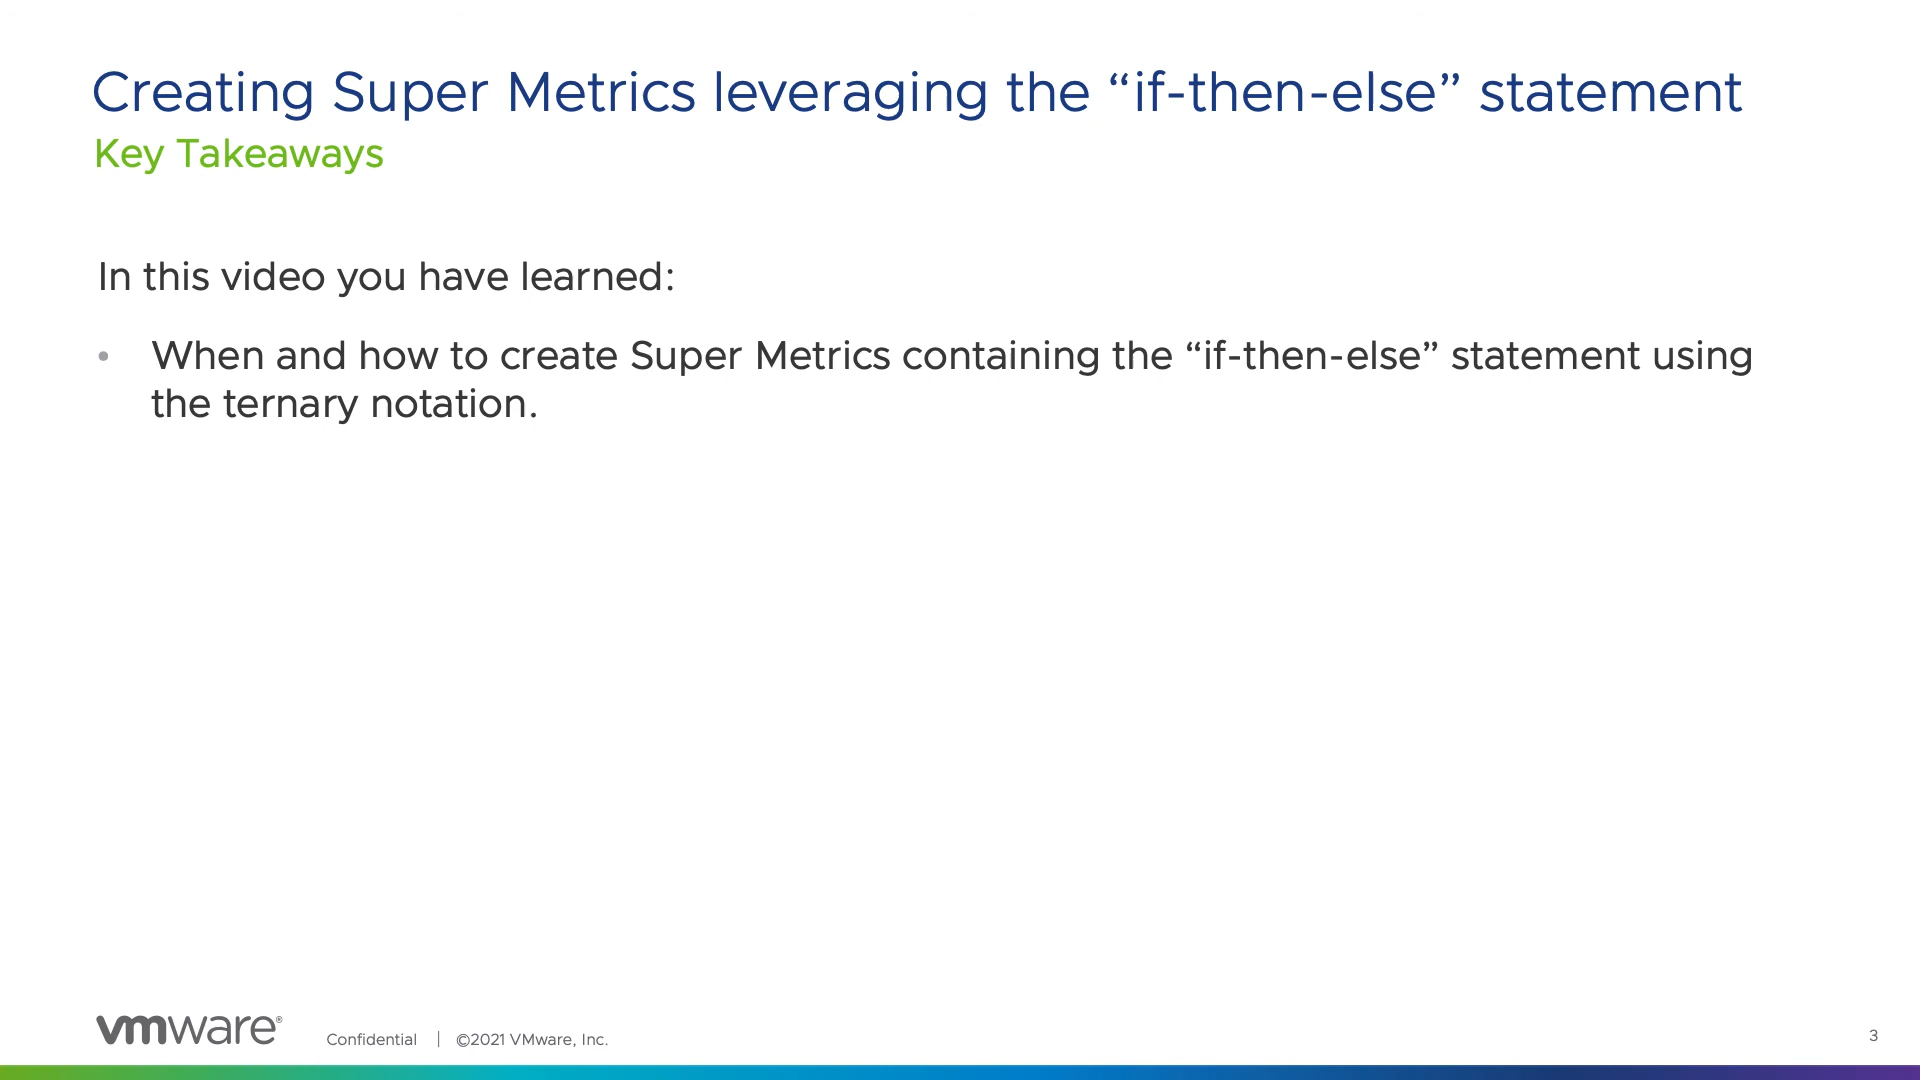 Creating Super Metrics leveraging the “if-then-else” statement
Key Takeaways
In this video you have learned:
• When and how to create Super Metrics containing the “if-then-else” statement using
the ternary notation.
vmware®
Confidential | ©2021 VMware, Inc.
3